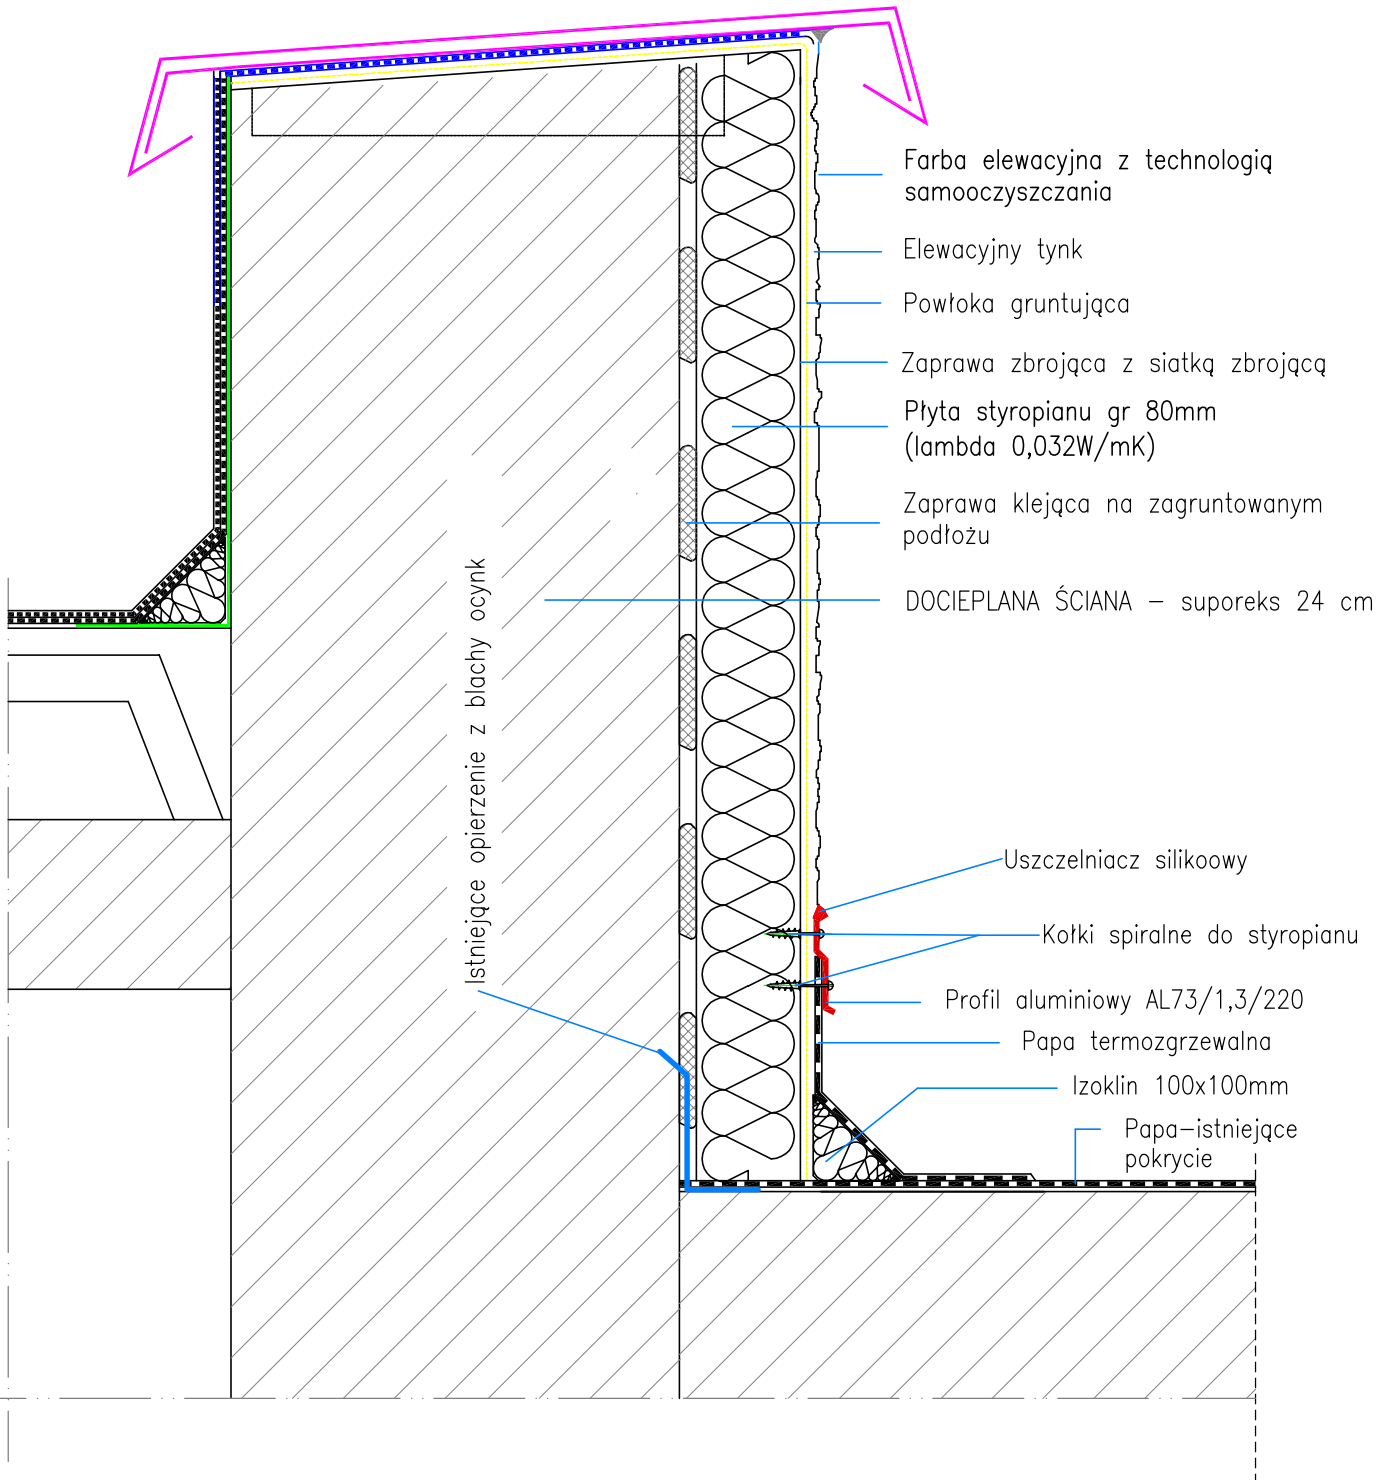 Farba elewacyjna z technologią
samooczyszczania
Elewacyjny tynk
Powłoka gruntująca
Zaprawa zbrojąca z siatką zbrojącą
Płyta styropianu gr 80mm
(lambda 0,032W/mK)
Zaprawa klejąca na zagruntowanym
podłożu
DOCIEPLANA ŚCIANA – suporeks 24 cm
Istniejące opierzenie z blachy ocynk
Uszczelniacz silikoowy
Kołki spiralne do styropianu
Profil aluminiowy AL73/1,3/220
Papa termozgrzewalna
Izoklin 100x100mm
Papa–istniejące
pokrycie